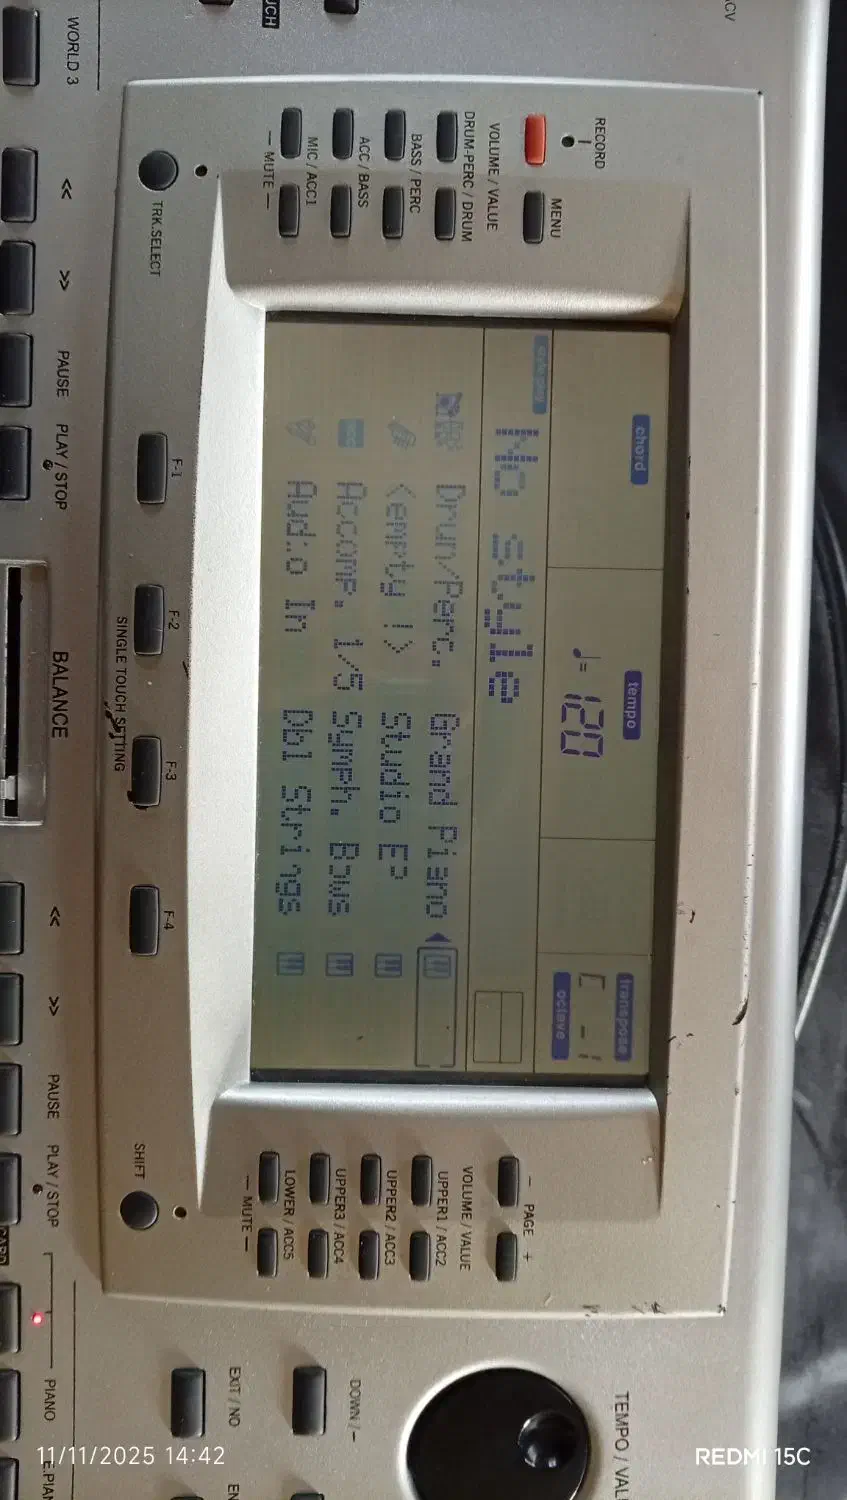 RECORD
MENU
VOLUME / VALUE
DRUM-PERC / DRUM
BASS / PERC
ACC / BASS
MIC / ACC1
— MUTE —
TRK.SELECT
chord
tempo
♩= 120
transpose
[ -]
octave
style play
No style
Drum/Perc. Grand Piano
<empty!> Studio EP
Accomp. 1/5 Symph. Bows
Audio In Dbl Strings
− PAGE +
VOLUME / VALUE
UPPER1 / ACC2
UPPER2 / ACC3
UPPER3 / ACC4
LOWER / ACC5
— MUTE —
SHIFT
F-1
F-2
F-3
F-4
SINGLE TOUCH SETTING
WORLD 3
<<
>>
PAUSE
PLAY / STOP
BALANCE
<<
>>
PAUSE
PLAY / STOP
PIANO
TEMPO / VAL
DOWN / −
EXIT / NO
11/11/2025 14:42
REDMI 15C